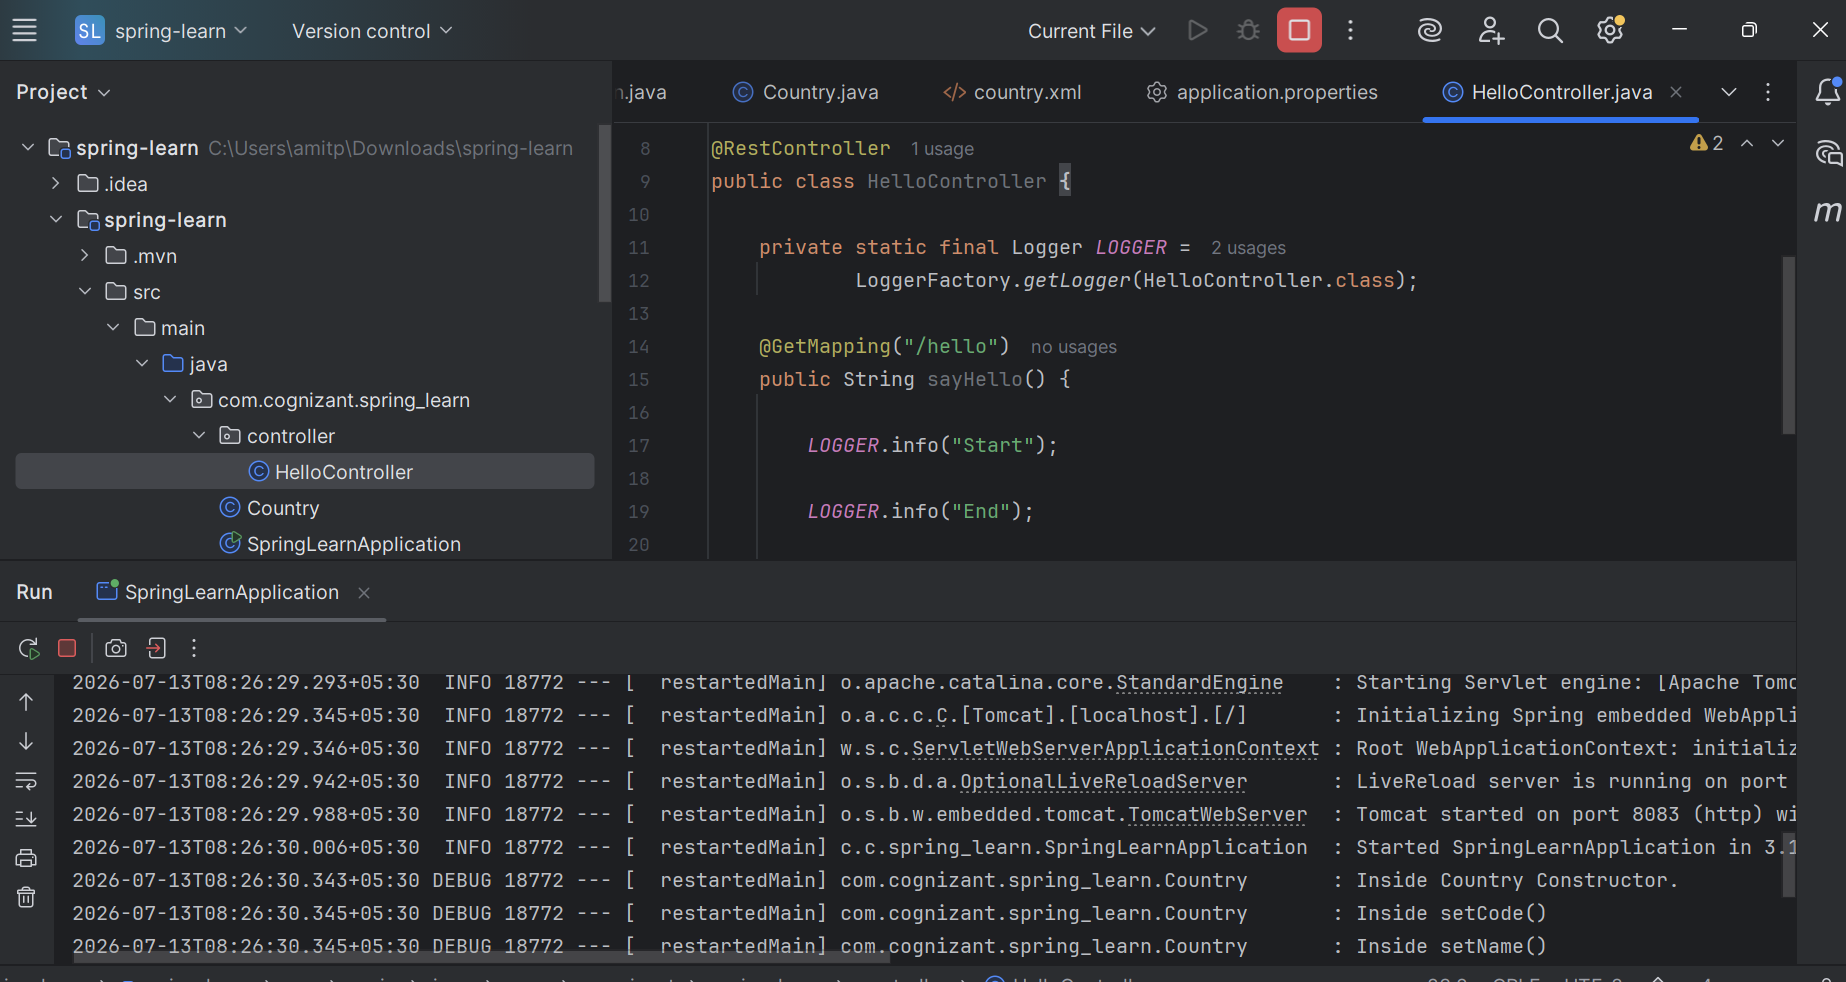 SL spring-learn Version control Current File
Project
n.java Country.java </> country.xml application.properties HelloController.java
spring-learn C:\Users\amitp\Downloads\spring-learn
.idea
spring-learn
.mvn
src
main
java
com.cognizant.spring_learn
controller
HelloController
Country
SpringLearnApplication
2
8 @RestController 1 usage
9 public class HelloController {
10
11 private static final Logger LOGGER = 2 usages
12 LoggerFactory.getLogger(HelloController.class);
13
14 @GetMapping("/hello") no usages
15 public String sayHello() {
16
17 LOGGER.info("Start");
18
19 LOGGER.info("End");
20
m
Run SpringLearnApplication
2026-07-13T08:26:29.293+05:30 INFO 18772 --- [ restartedMain] o.apache.catalina.core.StandardEngine : Starting Servlet engine: [Apache Tomc
2026-07-13T08:26:29.345+05:30 INFO 18772 --- [ restartedMain] o.a.c.c.C.[Tomcat].[localhost].[/] : Initializing Spring embedded WebAppli
2026-07-13T08:26:29.346+05:30 INFO 18772 --- [ restartedMain] w.s.c.ServletWebServerApplicationContext : Root WebApplicationContext: initializ
2026-07-13T08:26:29.942+05:30 INFO 18772 --- [ restartedMain] o.s.b.d.a.OptionalLiveReloadServer : LiveReload server is running on port
2026-07-13T08:26:29.988+05:30 INFO 18772 --- [ restartedMain] o.s.b.w.embedded.tomcat.TomcatWebServer : Tomcat started on port 8083 (http) wi
2026-07-13T08:26:30.006+05:30 INFO 18772 --- [ restartedMain] c.c.spring_learn.SpringLearnApplication : Started SpringLearnApplication in 3.1
2026-07-13T08:26:30.343+05:30 DEBUG 18772 --- [ restartedMain] com.cognizant.spring_learn.Country : Inside Country Constructor.
2026-07-13T08:26:30.345+05:30 DEBUG 18772 --- [ restartedMain] com.cognizant.spring_learn.Country : Inside setCode()
2026-07-13T08:26:30.345+05:30 DEBUG 18772 --- [ restartedMain] com.cognizant.spring_learn.Country : Inside setName()